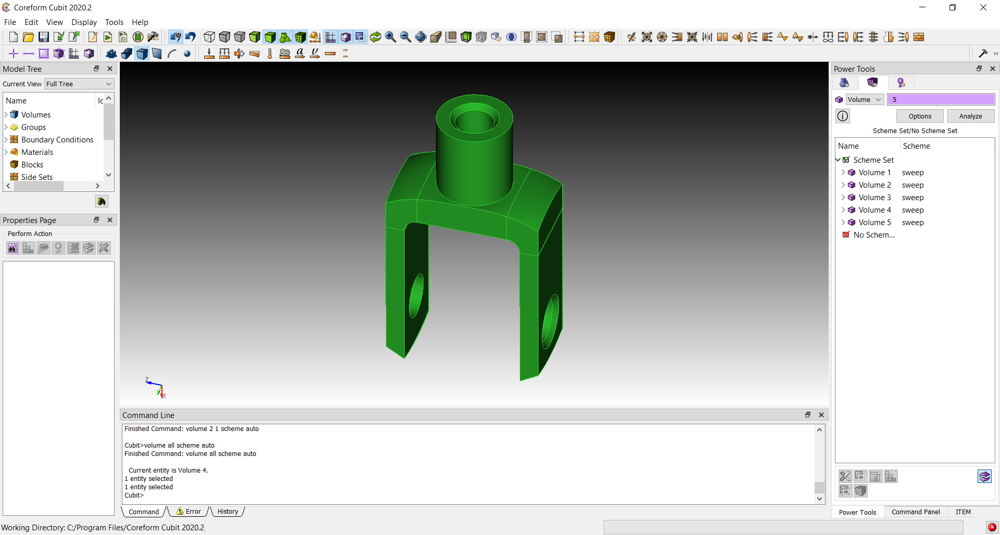 Coreform Cubit 2020.2
File Edit View Display Tools Help
ID
Model Tree
Current View Full Tree
Name Ic
Volumes
Groups
Boundary Conditions
Materials
Blocks
Side Sets
Properties Page
Perform Action
Z
Y
X
Command Line
Finished Command: volume 2 1 scheme auto
Cubit>volume all scheme auto
Finished Command: volume all scheme auto
Current entity is Volume 4.
1 entity selected
1 entity selected
Cubit>
Command Error History
Working Directory: C:/Program Files/Coreform Cubit 2020.2
Power Tools
Volume 5
Options Analyze
Scheme Set/No Scheme Set
Name Scheme
Scheme Set
Volume 1 sweep
Volume 2 sweep
Volume 3 sweep
Volume 4 sweep
Volume 5 sweep
No Schem...
Power Tools Command Panel ITEM